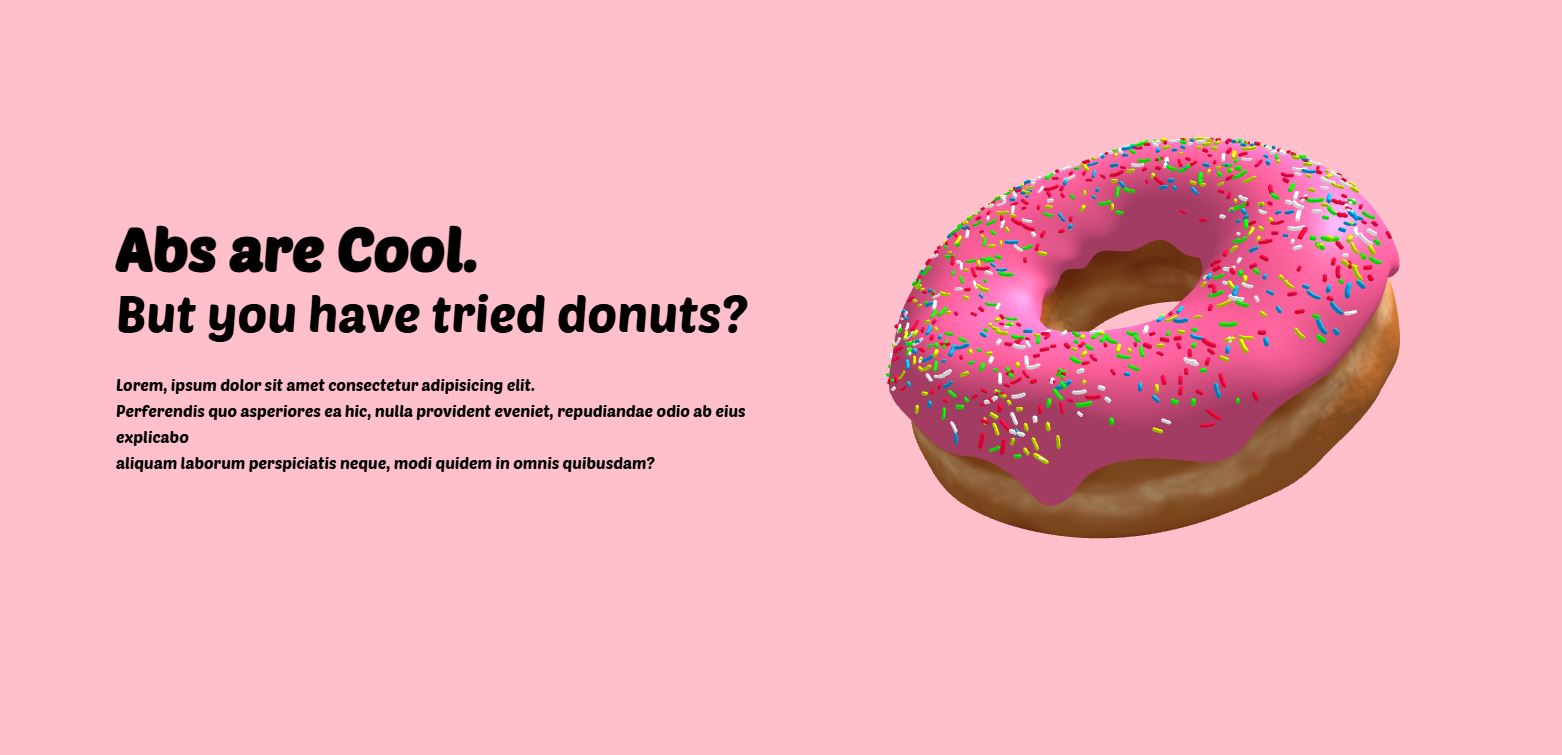 Abs are Cool.
But you have tried donuts?
Lorem, ipsum dolor sit amet consectetur adipisicing elit.
Perferendis quo asperiores ea hic, nulla provident eveniet, repudiandae odio ab eius
explicabo
aliquam laborum perspiciatis neque, modi quidem in omnis quibusdam?